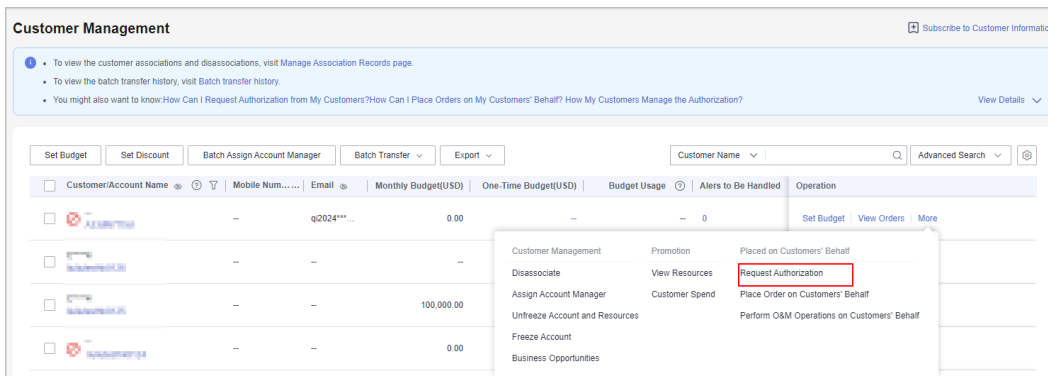 Customer Management
Subscribe to Customer Informatio
To view the customer associations and disassociations, visit Manage Association Records page.
To view the batch transfer history, visit Batch transfer history.
You might also want to know:How Can I Request Authorization from My Customers?How Can I Place Orders on My Customers' Behalf? How My Customers Manage the Authorization?
View Details
Set Budget Set Discount Batch Assign Account Manager Batch Transfer Export Customer Name Advanced Search
Customer/Account Name Mobile Num... ... Email Monthly Budget(USD) One-Time Budget(USD) Budget Usage Alers to Be Handled Operation
-- qi2024***... 0.00 -- -- 0 Set Budget View Orders More
-- -- --
-- -- 100,000.00
-- -- 0.00
Customer Management Promotion Placed on Customers' Behalf
Disassociate View Resources Request Authorization
Assign Account Manager Customer Spend Place Order on Customers' Behalf
Unfreeze Account and Resources Perform O&M Operations on Customers' Behalf
Freeze Account
Business Opportunities